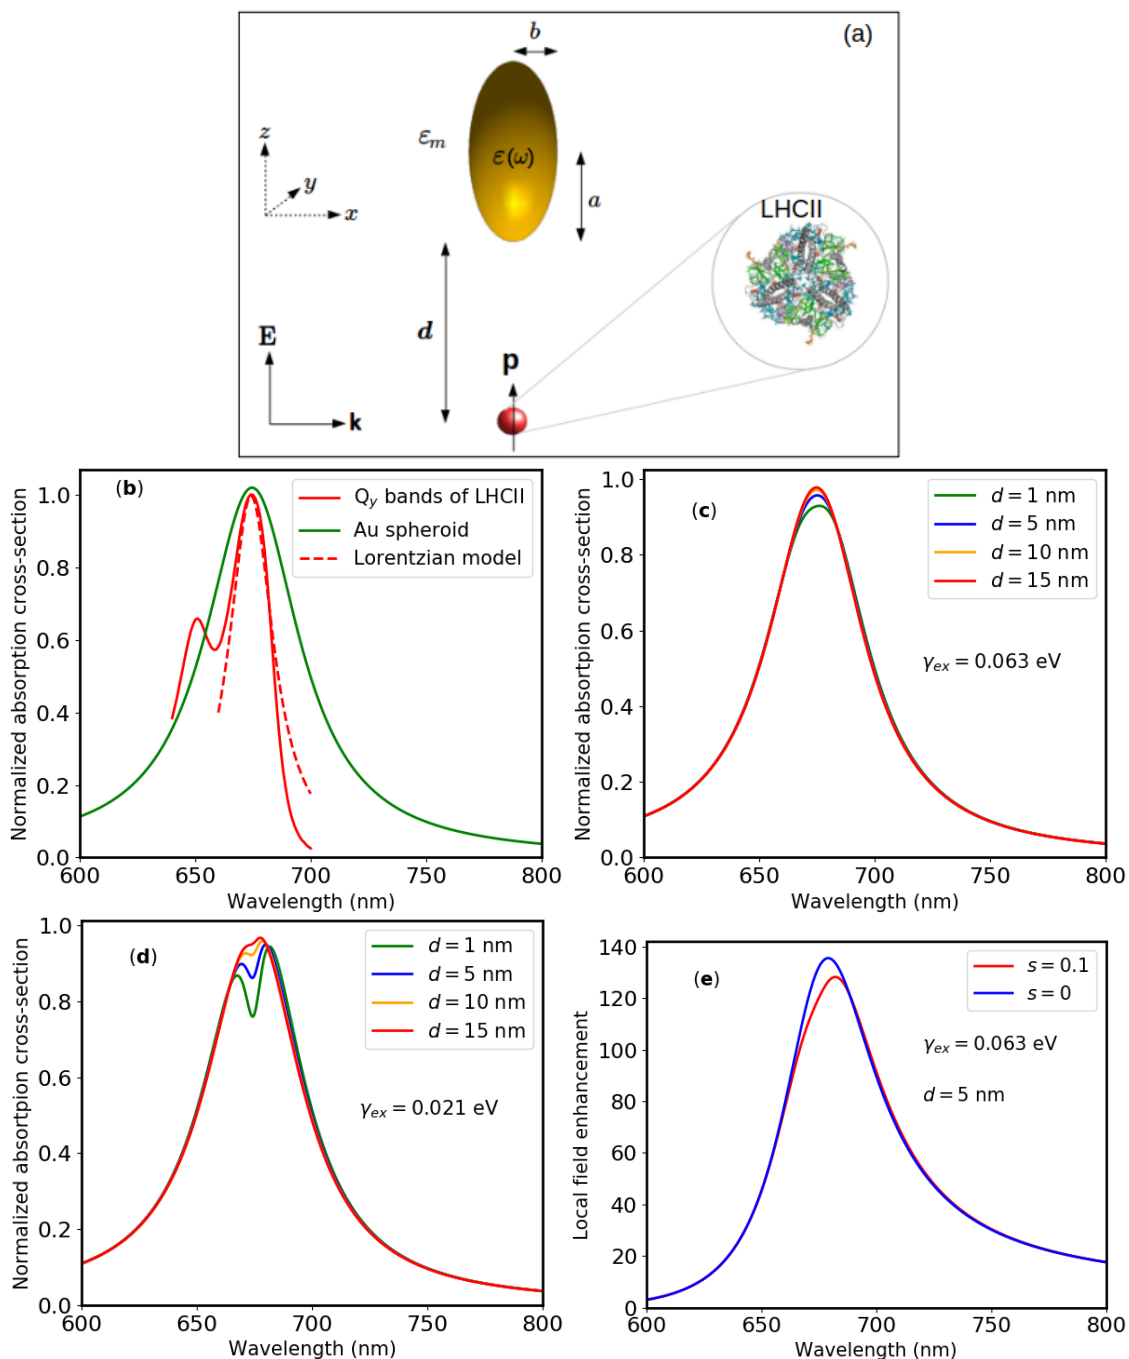 (a)
b
z
y
x
ε_m
ε(ω)
a
LHCII
E
k
d
p
(b)
Q_y bands of LHCII
Au spheroid
Lorentzian model
Normalized absorption cross-section
1.0
0.8
0.6
0.4
0.2
0.0
600
650
700
750
800
Wavelength (nm)
(c)
d = 1 nm
d = 5 nm
d = 10 nm
d = 15 nm
γ_ex = 0.063 eV
Normalized absortpion cross-section
1.0
0.8
0.6
0.4
0.2
0.0
600
650
700
750
800
Wavelength (nm)
(d)
d = 1 nm
d = 5 nm
d = 10 nm
d = 15 nm
γ_ex = 0.021 eV
Normalized absortpion cross-section
1.0
0.8
0.6
0.4
0.2
0.0
600
650
700
750
800
Wavelength (nm)
(e)
s = 0.1
s = 0
γ_ex = 0.063 eV
d = 5 nm
Local field enhancement
140
120
100
80
60
40
20
0
600
650
700
750
800
Wavelength (nm)